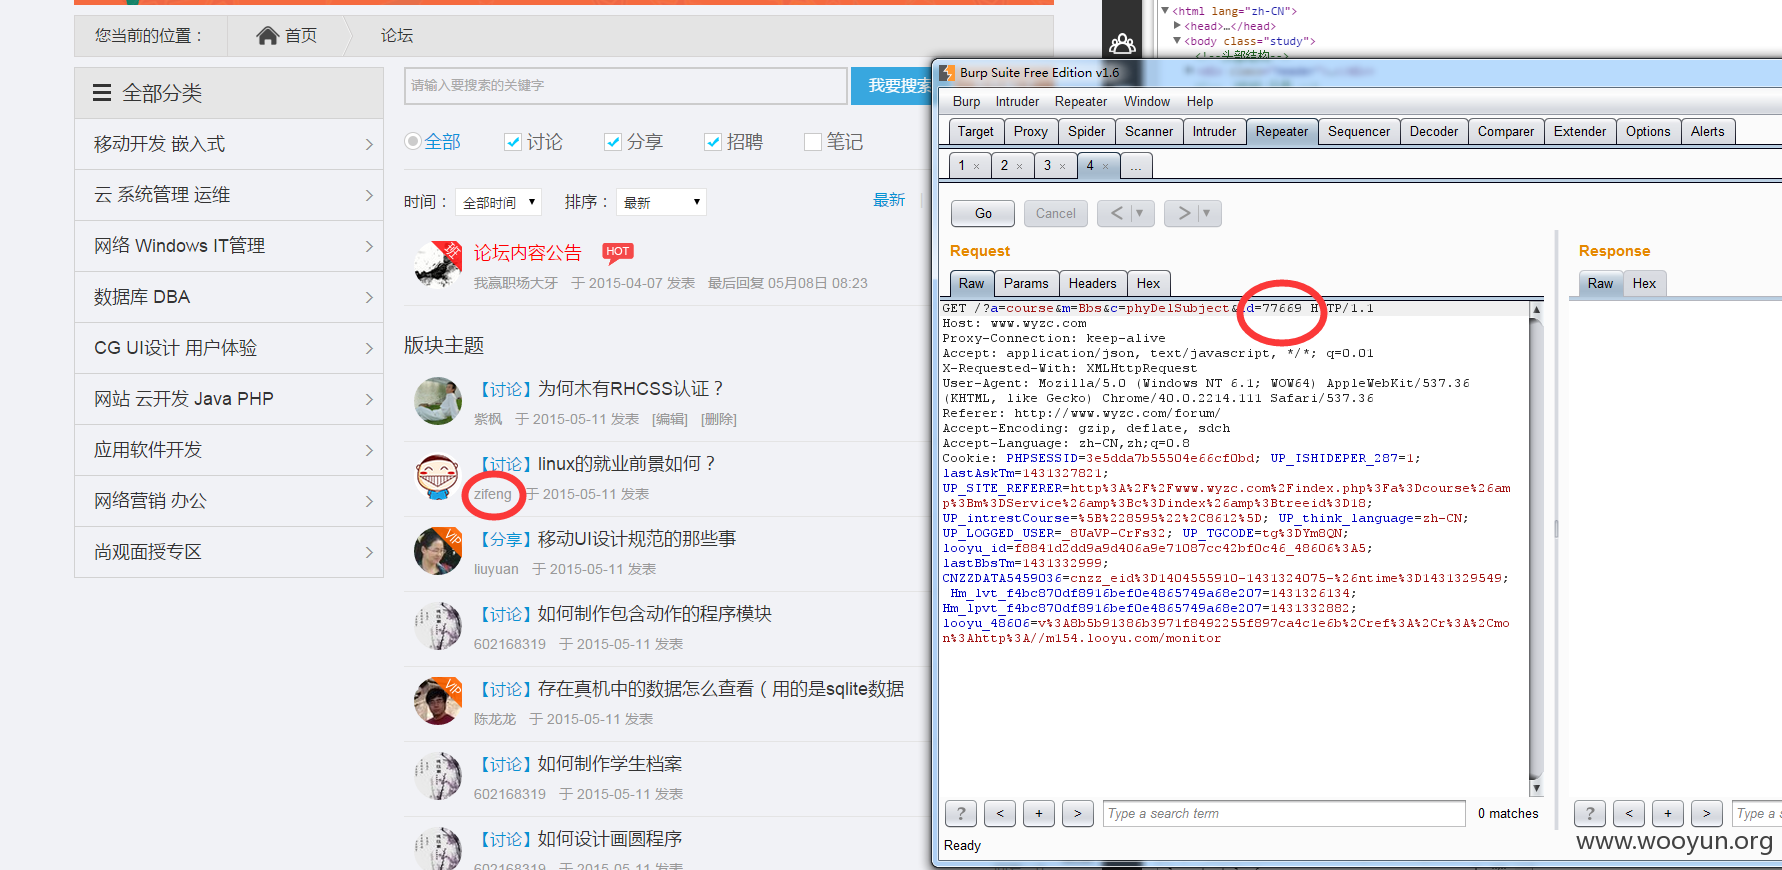 您当前的位置：
首页
论坛
全部分类
移动开发 嵌入式
云 系统管理 运维
网络 Windows IT管理
数据库 DBA
CG UI设计 用户体验
网站 云开发 Java PHP
应用软件开发
网络营销 办公
尚观面授专区
请输入要搜索的关键字
我要搜索
全部
讨论
分享
招聘
笔记
时间：
全部时间
排序：
最新
最新
论坛内容公告
HOT
我赢职场大牙 于 2015-04-07 发表 最后回复 05月08日 08:23
版块主题
【讨论】为何木有RHCSS认证？
紫枫 于 2015-05-11 发表 [编辑] [删除]
【讨论】linux的就业前景如何？
zifeng 于 2015-05-11 发表
VIP
【分享】移动UI设计规范的那些事
liuyuan 于 2015-05-11 发表
【讨论】如何制作包含动作的程序模块
602168319 于 2015-05-11 发表
VIP
【讨论】存在真机中的数据怎么查看（用的是sqlite数据
陈龙龙 于 2015-05-11 发表
【讨论】如何制作学生档案
602168319 于 2015-05-11 发表
【讨论】如何设计画圆程序
602168319 于 2015-05-11 发表
<html lang="zh-CN">
<head>…</head>
<body class="study">
<!--头部结构-->
Burp Suite Free Edition v1.6
Burp Intruder Repeater Window Help
Target Proxy Spider Scanner Intruder Repeater Sequencer Decoder Comparer Extender Options Alerts
1 × 2 × 3 × 4 × ...
Go Cancel < ▼ > ▼
Request
Raw Params Headers Hex
GET /?a=course&m=Bbs&c=phyDelSubject&id=77669 HTTP/1.1
Host: www.wyzc.com
Proxy-Connection: keep-alive
Accept: application/json, text/javascript, */*; q=0.01
X-Requested-With: XMLHttpRequest
User-Agent: Mozilla/5.0 (Windows NT 6.1; WOW64) AppleWebKit/537.36
(KHTML, like Gecko) Chrome/40.0.2214.111 Safari/537.36
Referer: http://www.wyzc.com/forum/
Accept-Encoding: gzip, deflate, sdch
Accept-Language: zh-CN,zh;q=0.8
Cookie: PHPSESSID=3e5dda7b55504e66cf0bd; UP_ISHIDEPER_287=1;
lastAskTm=1431327821;
UP_SITE_REFERER=http%3A%2F%2Fwww.wyzc.com%2Findex.php%3Fa%3Dcourse%26am
p%3Bm%3DService%26amp%3Bc%3Dindex%26amp%3Btreeid%3D18;
UP_intrestCourse=%5B%228595%22%2C8612%5D; UP_think_language=zh-CN;
UP_LOGGED_USER=_8UaVP-CrFs32; UP_TGCODE=tg%3DYm8QN;
looyu_id=f8841d2dd9a9d406a9e71087cc42bf0c46_48606%3A5;
lastBbsTm=1431332999;
CNZZDATA5459036=cnzz_eid%3D1404555910-1431324075-%26ntime%3D1431329549;
Hm_lvt_f4bc870df8916bef0e4865749a68e207=1431326134;
Hm_lpvt_f4bc870df8916bef0e4865749a68e207=1431332882;
looyu_48606=v%3A8b5b91386b3971f8492255f897ca4c1e6b%2Cref%3A%2Cr%3A%2Cmo
n%3Ahttp%3A//m154.looyu.com/monitor
? < + > Type a search term 0 matches
Ready
Response
Raw Hex
? < + > Type a s
www.wooyun.org